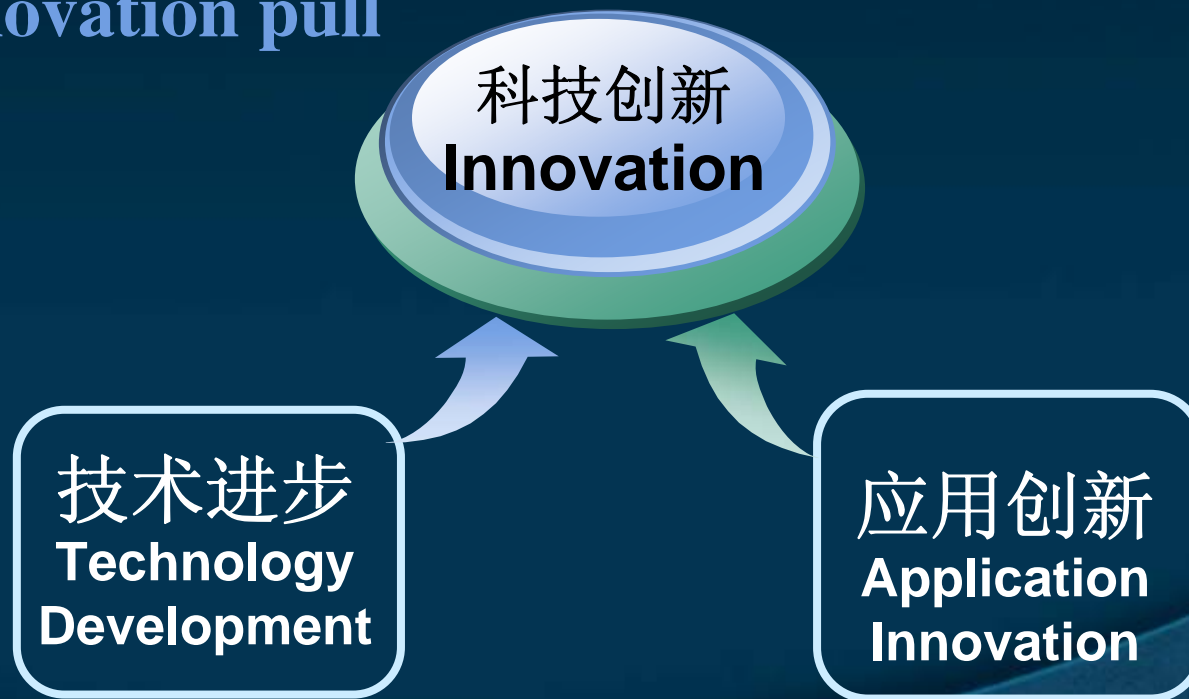 ovation pull
科技创新
Innovation
技术进步
Technology
Development
应用创新
Application
Innovation